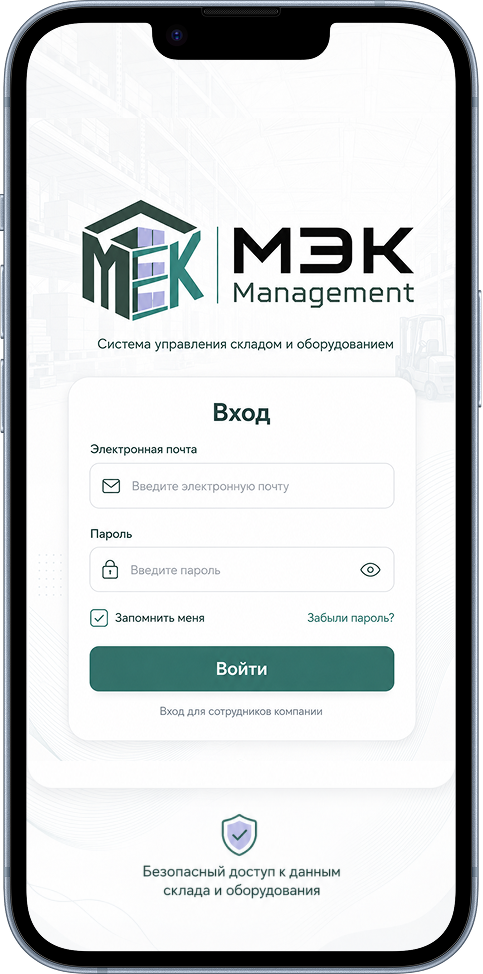 МЕК
МЭК
Management
Система управления складом и оборудованием
Вход
Электронная почта
Введите электронную почту
Пароль
Введите пароль
Запомнить меня
Забыли пароль?
Войти
Вход для сотрудников компании
Безопасный доступ к данным
склада и оборудования